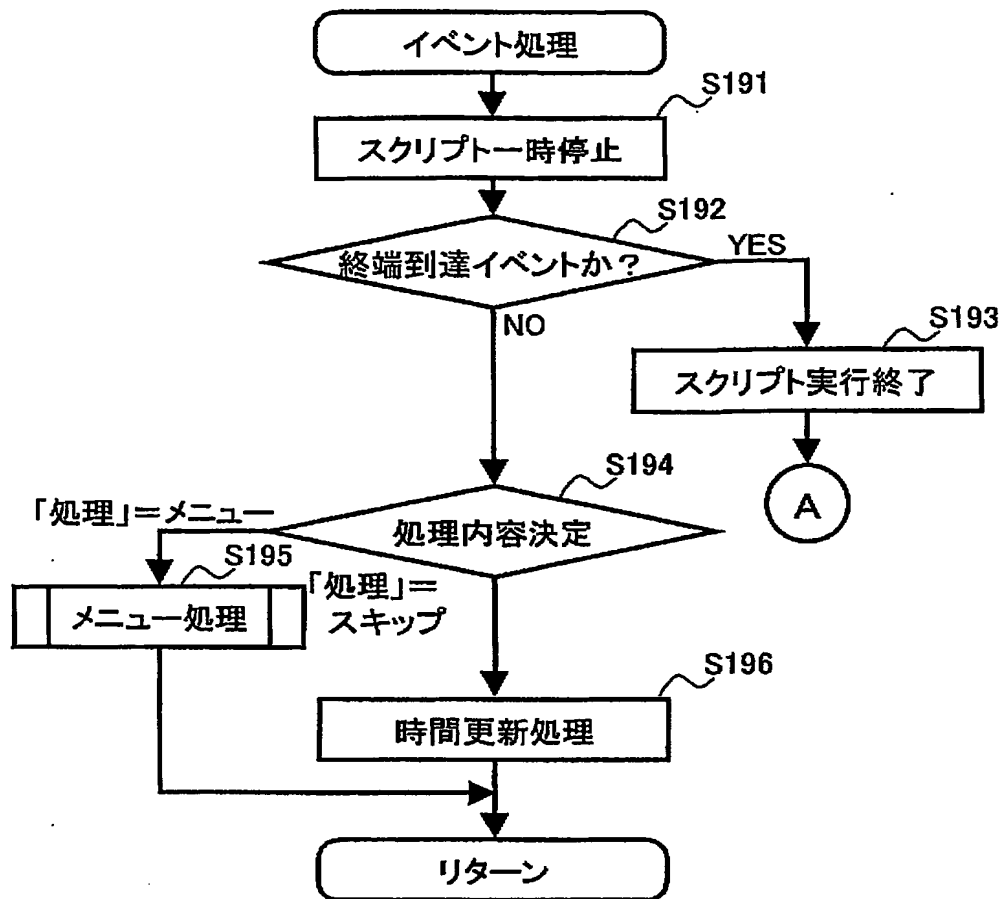 イベント処理
S191
スクリプト一時停止
S192
終端到達イベントか?
YES
NO
S193
スクリプト実行終了
A
S194
処理内容決定
「処理」=メニュー
S195
メニュー処理
「処理」=
スキップ
S196
時間更新処理
リターン